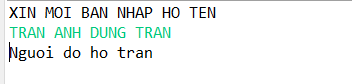 XIN MOI BAN NHAP HO TEN
TRAN ANH DUNG TRAN
Nguoi do ho tran